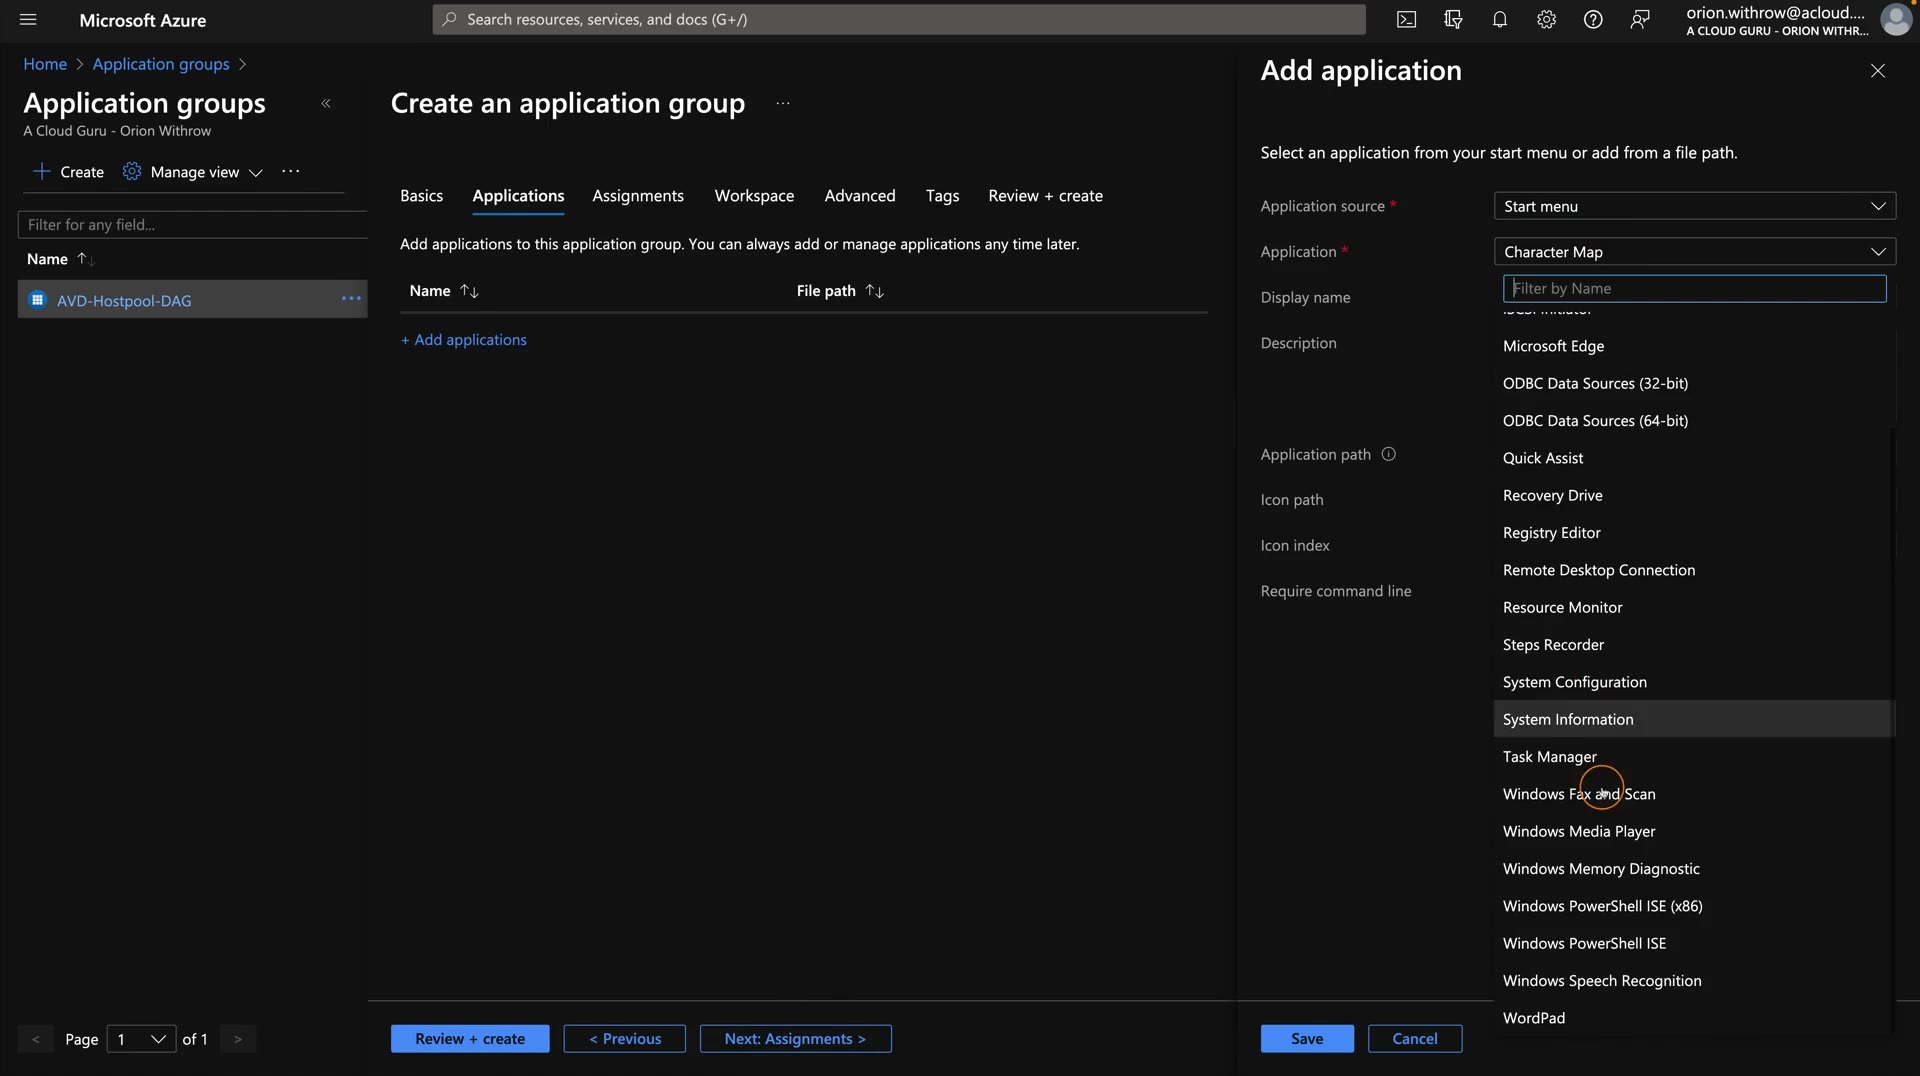 Microsoft Azure
Search resources, services, and docs (G+/)
orion.withrow@acloud....
A CLOUD GURU - ORION WITHR...
Home > Application groups >
Application groups
A Cloud Guru - Orion Withrow
+ Create
Manage view
...
Filter for any field...
Name
AVD-Hostpool-DAG
...
< Page 1 of 1 >
Create an application group
...
Basics
Applications
Assignments
Workspace
Advanced
Tags
Review + create
Add applications to this application group. You can always add or manage applications any time later.
Name
File path
+ Add applications
Review + create
< Previous
Next: Assignments >
Add application
Select an application from your start menu or add from a file path.
Application source *
Start menu
Application *
Character Map
Filter by Name
Display name
Description
Application path
Icon path
Icon index
Require command line
iSCSI Initiator
Microsoft Edge
ODBC Data Sources (32-bit)
ODBC Data Sources (64-bit)
Quick Assist
Recovery Drive
Registry Editor
Remote Desktop Connection
Resource Monitor
Steps Recorder
System Configuration
System Information
Task Manager
Windows Fax and Scan
Windows Media Player
Windows Memory Diagnostic
Windows PowerShell ISE (x86)
Windows PowerShell ISE
Windows Speech Recognition
WordPad
Save
Cancel